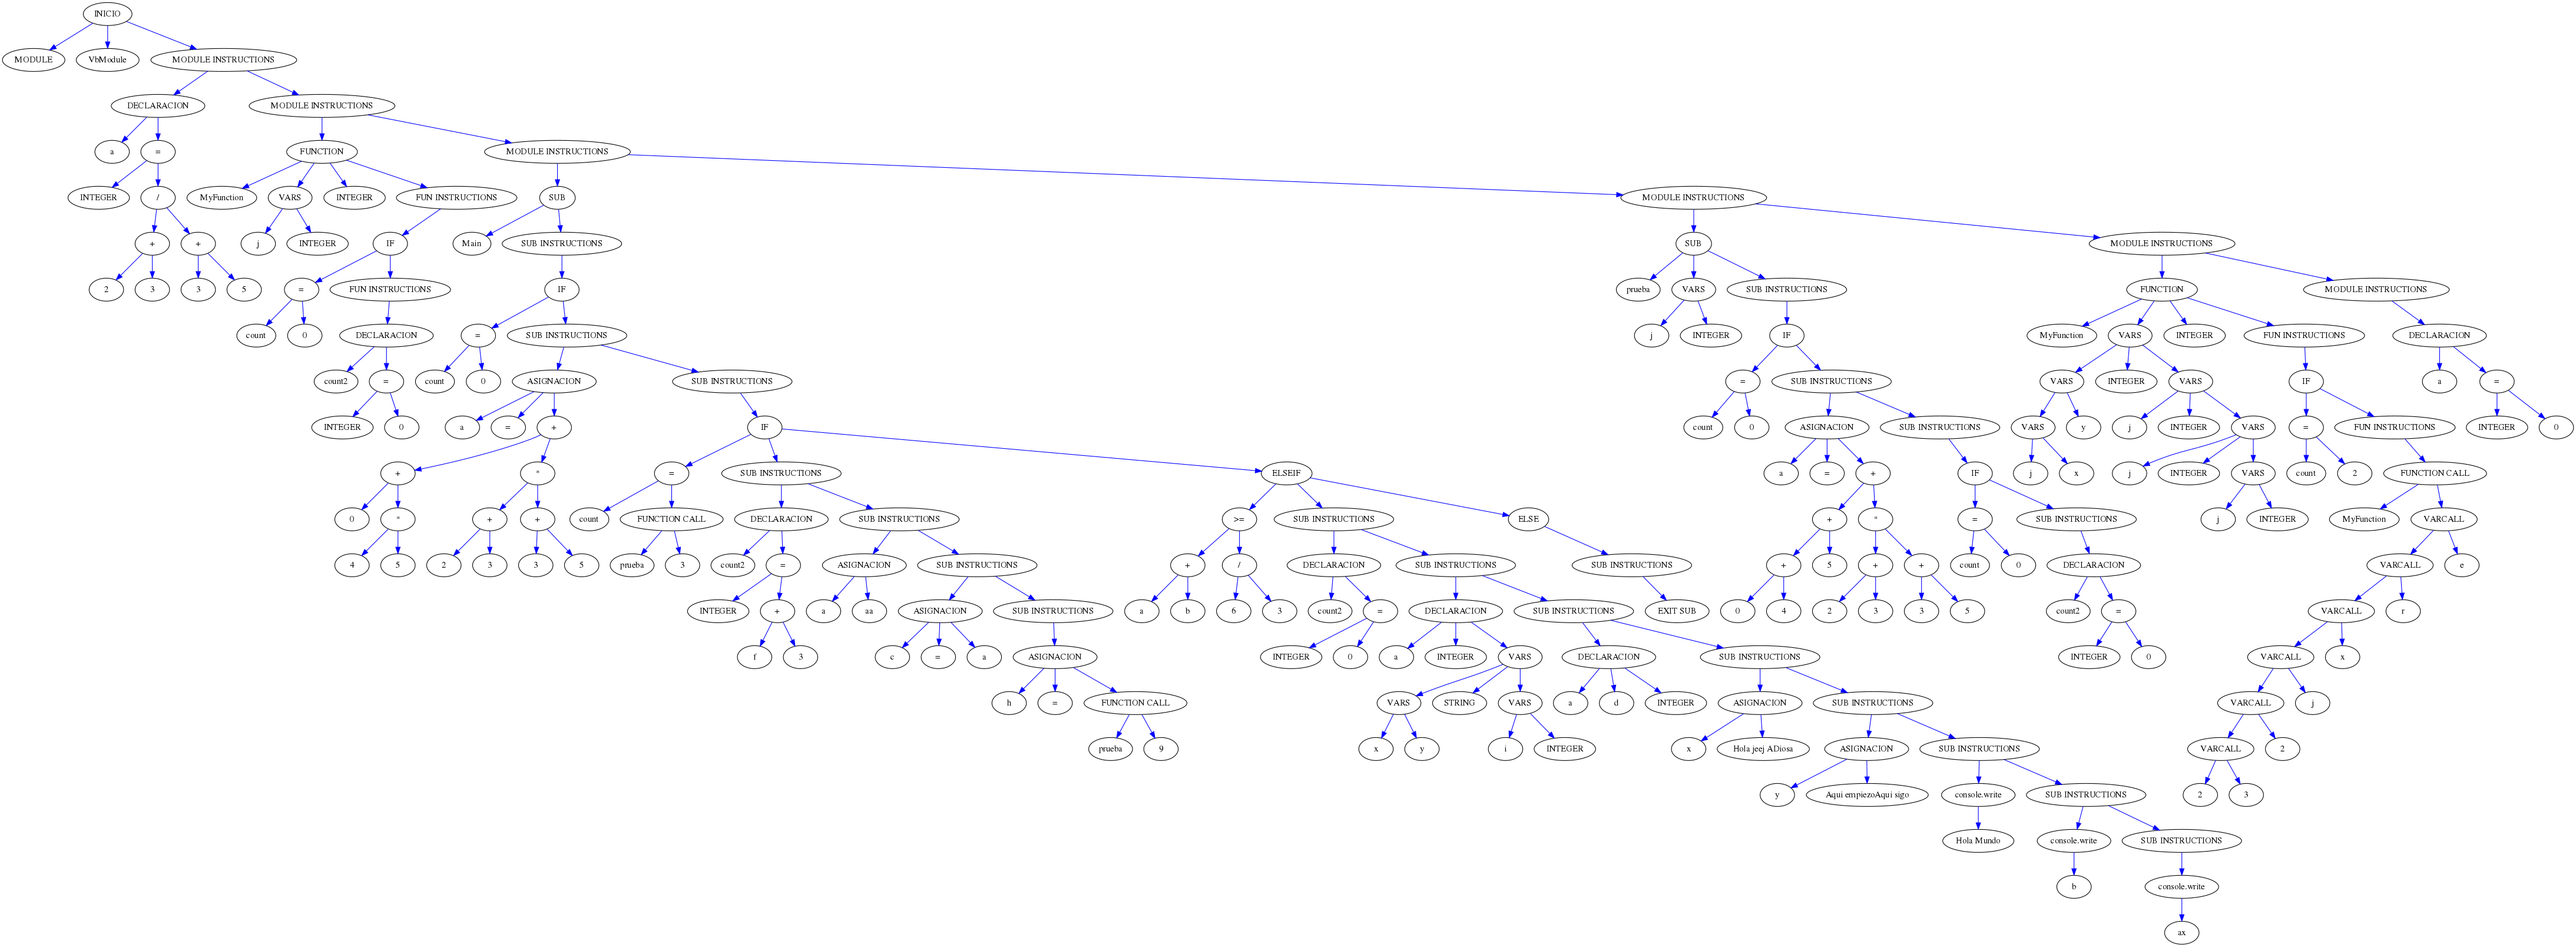 INICIO
MODULE VbModule MODULE INSTRUCTIONS
DECLARACION MODULE INSTRUCTIONS
a = FUNCTION MODULE INSTRUCTIONS
INTEGER / MyFunction VARS INTEGER FUN INSTRUCTIONS SUB MODULE INSTRUCTIONS
+ + j INTEGER IF Main SUB INSTRUCTIONS SUB MODULE INSTRUCTIONS
2 3 3 5 = FUN INSTRUCTIONS IF prueba VARS SUB INSTRUCTIONS FUNCTION MODULE INSTRUCTIONS
count 0 DECLARACION = SUB INSTRUCTIONS j INTEGER IF MyFunction VARS INTEGER FUN INSTRUCTIONS DECLARACION
count2 = count 0 ASIGNACION SUB INSTRUCTIONS = SUB INSTRUCTIONS VARS INTEGER VARS IF a =
INTEGER 0 a = + IF count 0 ASIGNACION SUB INSTRUCTIONS VARS y j INTEGER VARS = FUN INSTRUCTIONS INTEGER 0
+ * = SUB INSTRUCTIONS ELSEIF a = + IF j x j INTEGER VARS count 2 FUNCTION CALL
0 * + + count FUNCTION CALL DECLARACION SUB INSTRUCTIONS >= SUB INSTRUCTIONS ELSE + * = SUB INSTRUCTIONS j INTEGER MyFunction VARCALL
4 5 2 3 3 5 prueba 3 count2 = ASIGNACION SUB INSTRUCTIONS + / DECLARACION SUB INSTRUCTIONS SUB INSTRUCTIONS + 5 + + count 0 DECLARACION VARCALL e
INTEGER + a aa ASIGNACION SUB INSTRUCTIONS a b 6 3 count2 = DECLARACION SUB INSTRUCTIONS EXIT SUB 0 4 2 3 3 5 count2 = VARCALL r
f 3 c = a ASIGNACION INTEGER 0 a INTEGER VARS DECLARACION SUB INSTRUCTIONS INTEGER 0 VARCALL x
h = FUNCTION CALL VARS STRING VARS a d INTEGER ASIGNACION SUB INSTRUCTIONS VARCALL j
prueba 9 x y i INTEGER x Hola jeej ADiosa ASIGNACION SUB INSTRUCTIONS VARCALL 2
y Aqui empiezoAqui sigo console.write SUB INSTRUCTIONS 2 3
Hola Mundo console.write SUB INSTRUCTIONS
b console.write
ax